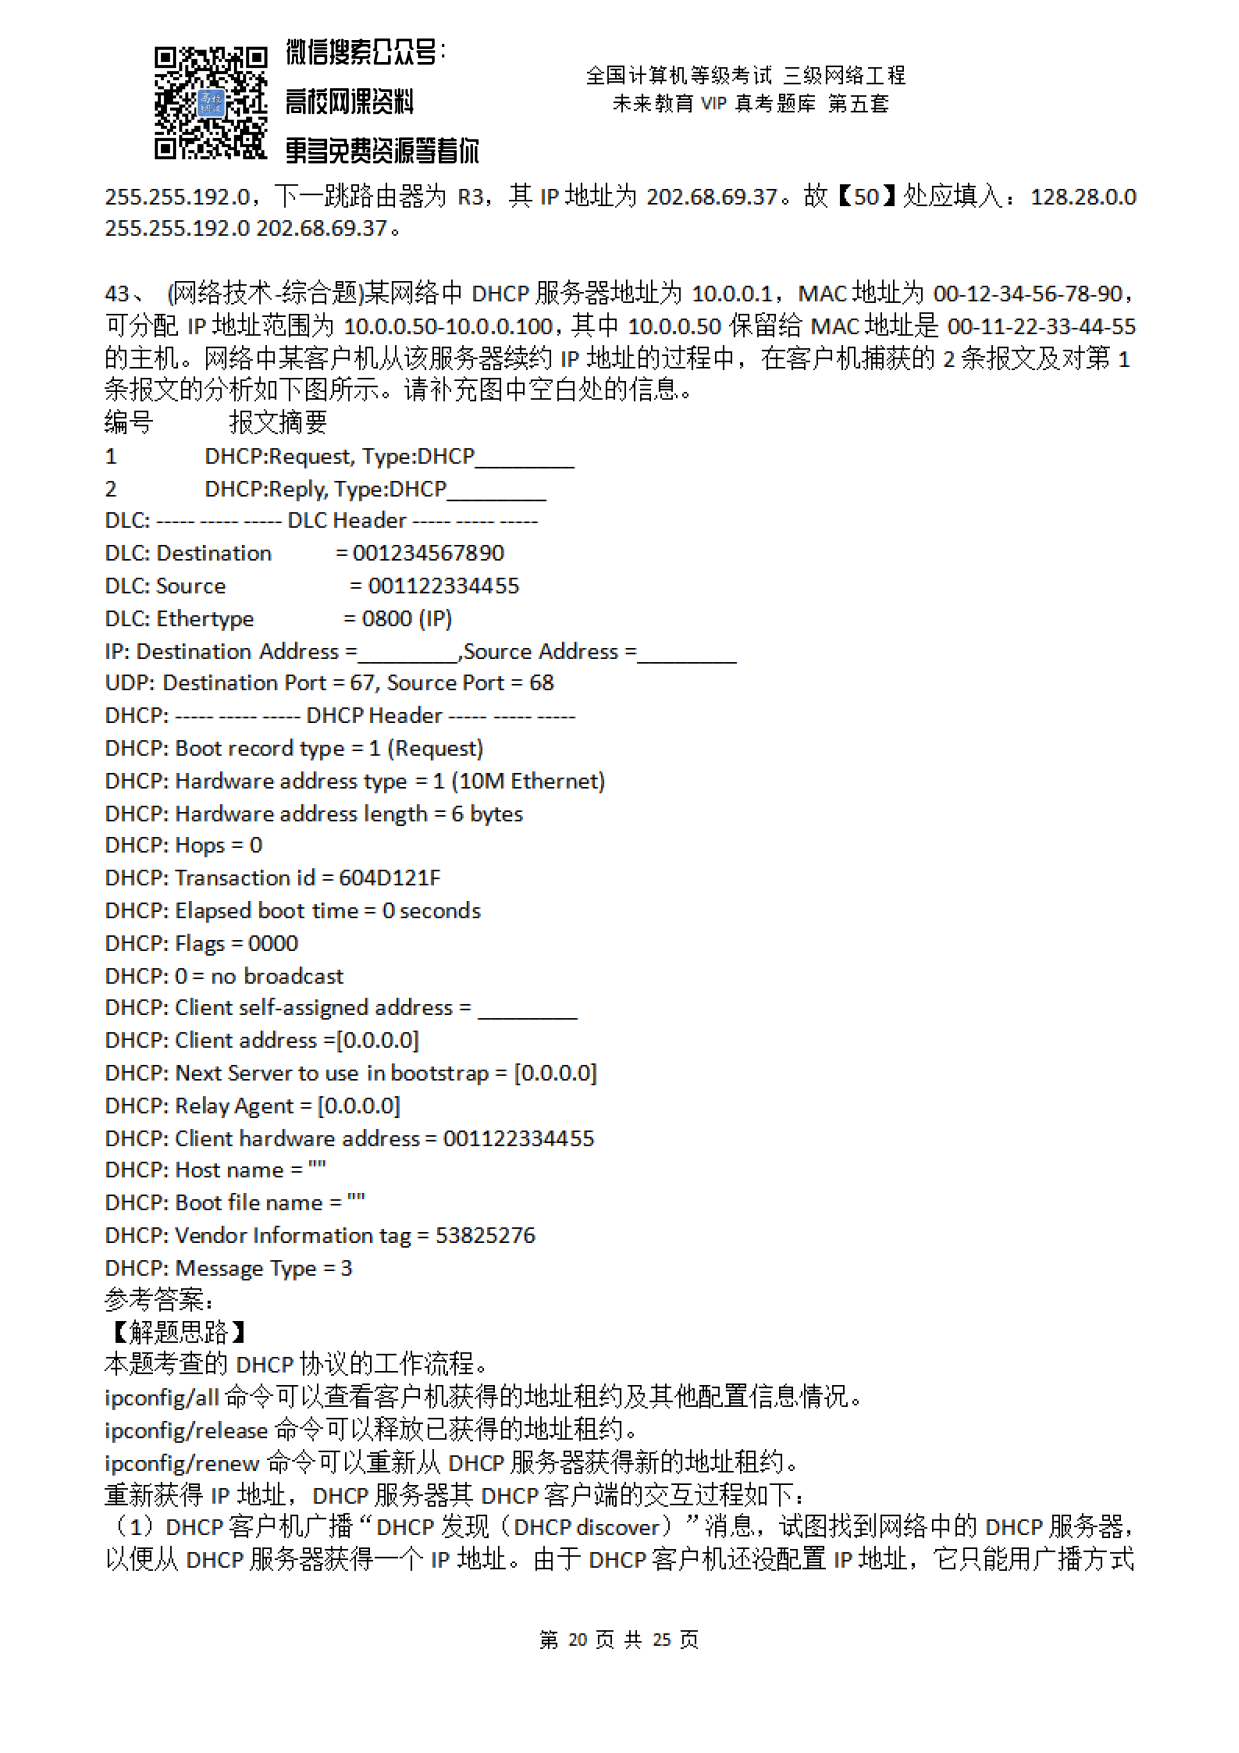 微信搜索公众号：
高校网课资料
更多免费资源等着你
全国计算机等级考试 三级网络工程
未来教育 VIP 真考题库 第五套
255.255.192.0，下一跳路由器为 R3，其 IP 地址为 202.68.69.37。故【50】处应填入：128.28.0.0
255.255.192.0 202.68.69.37。
43、 (网络技术-综合题)某网络中 DHCP 服务器地址为 10.0.0.1，MAC 地址为 00-12-34-56-78-90，
可分配 IP 地址范围为 10.0.0.50-10.0.0.100，其中 10.0.0.50 保留给 MAC 地址是 00-11-22-33-44-55
的主机。网络中某客户机从该服务器续约 IP 地址的过程中，在客户机捕获的 2 条报文及对第 1
条报文的分析如下图所示。请补充图中空白处的信息。
编号 报文摘要
1 DHCP:Request, Type:DHCP________
2 DHCP:Reply, Type:DHCP________
DLC: ----- ----- ----- DLC Header ----- ----- -----
DLC: Destination = 001234567890
DLC: Source = 001122334455
DLC: Ethertype = 0800 (IP)
IP: Destination Address =________,Source Address =________
UDP: Destination Port = 67, Source Port = 68
DHCP: ----- ----- ----- DHCP Header ----- ----- -----
DHCP: Boot record type = 1 (Request)
DHCP: Hardware address type = 1 (10M Ethernet)
DHCP: Hardware address length = 6 bytes
DHCP: Hops = 0
DHCP: Transaction id = 604D121F
DHCP: Elapsed boot time = 0 seconds
DHCP: Flags = 0000
DHCP: 0 = no broadcast
DHCP: Client self-assigned address = ________
DHCP: Client address =[0.0.0.0]
DHCP: Next Server to use in bootstrap = [0.0.0.0]
DHCP: Relay Agent = [0.0.0.0]
DHCP: Client hardware address = 001122334455
DHCP: Host name = ""
DHCP: Boot file name = ""
DHCP: Vendor Information tag = 53825276
DHCP: Message Type = 3
参考答案：
【解题思路】
本题考查的 DHCP 协议的工作流程。
ipconfig/all 命令可以查看客户机获得的地址租约及其他配置信息情况。
ipconfig/release 命令可以释放已获得的地址租约。
ipconfig/renew 命令可以重新从 DHCP 服务器获得新的地址租约。
重新获得 IP 地址，DHCP 服务器其 DHCP 客户端的交互过程如下：
（1）DHCP 客户机广播“DHCP 发现（DHCP discover）”消息，试图找到网络中的 DHCP 服务器，
以便从 DHCP 服务器获得一个 IP 地址。由于 DHCP 客户机还没配置 IP 地址，它只能用广播方式
第 20 页 共 25 页